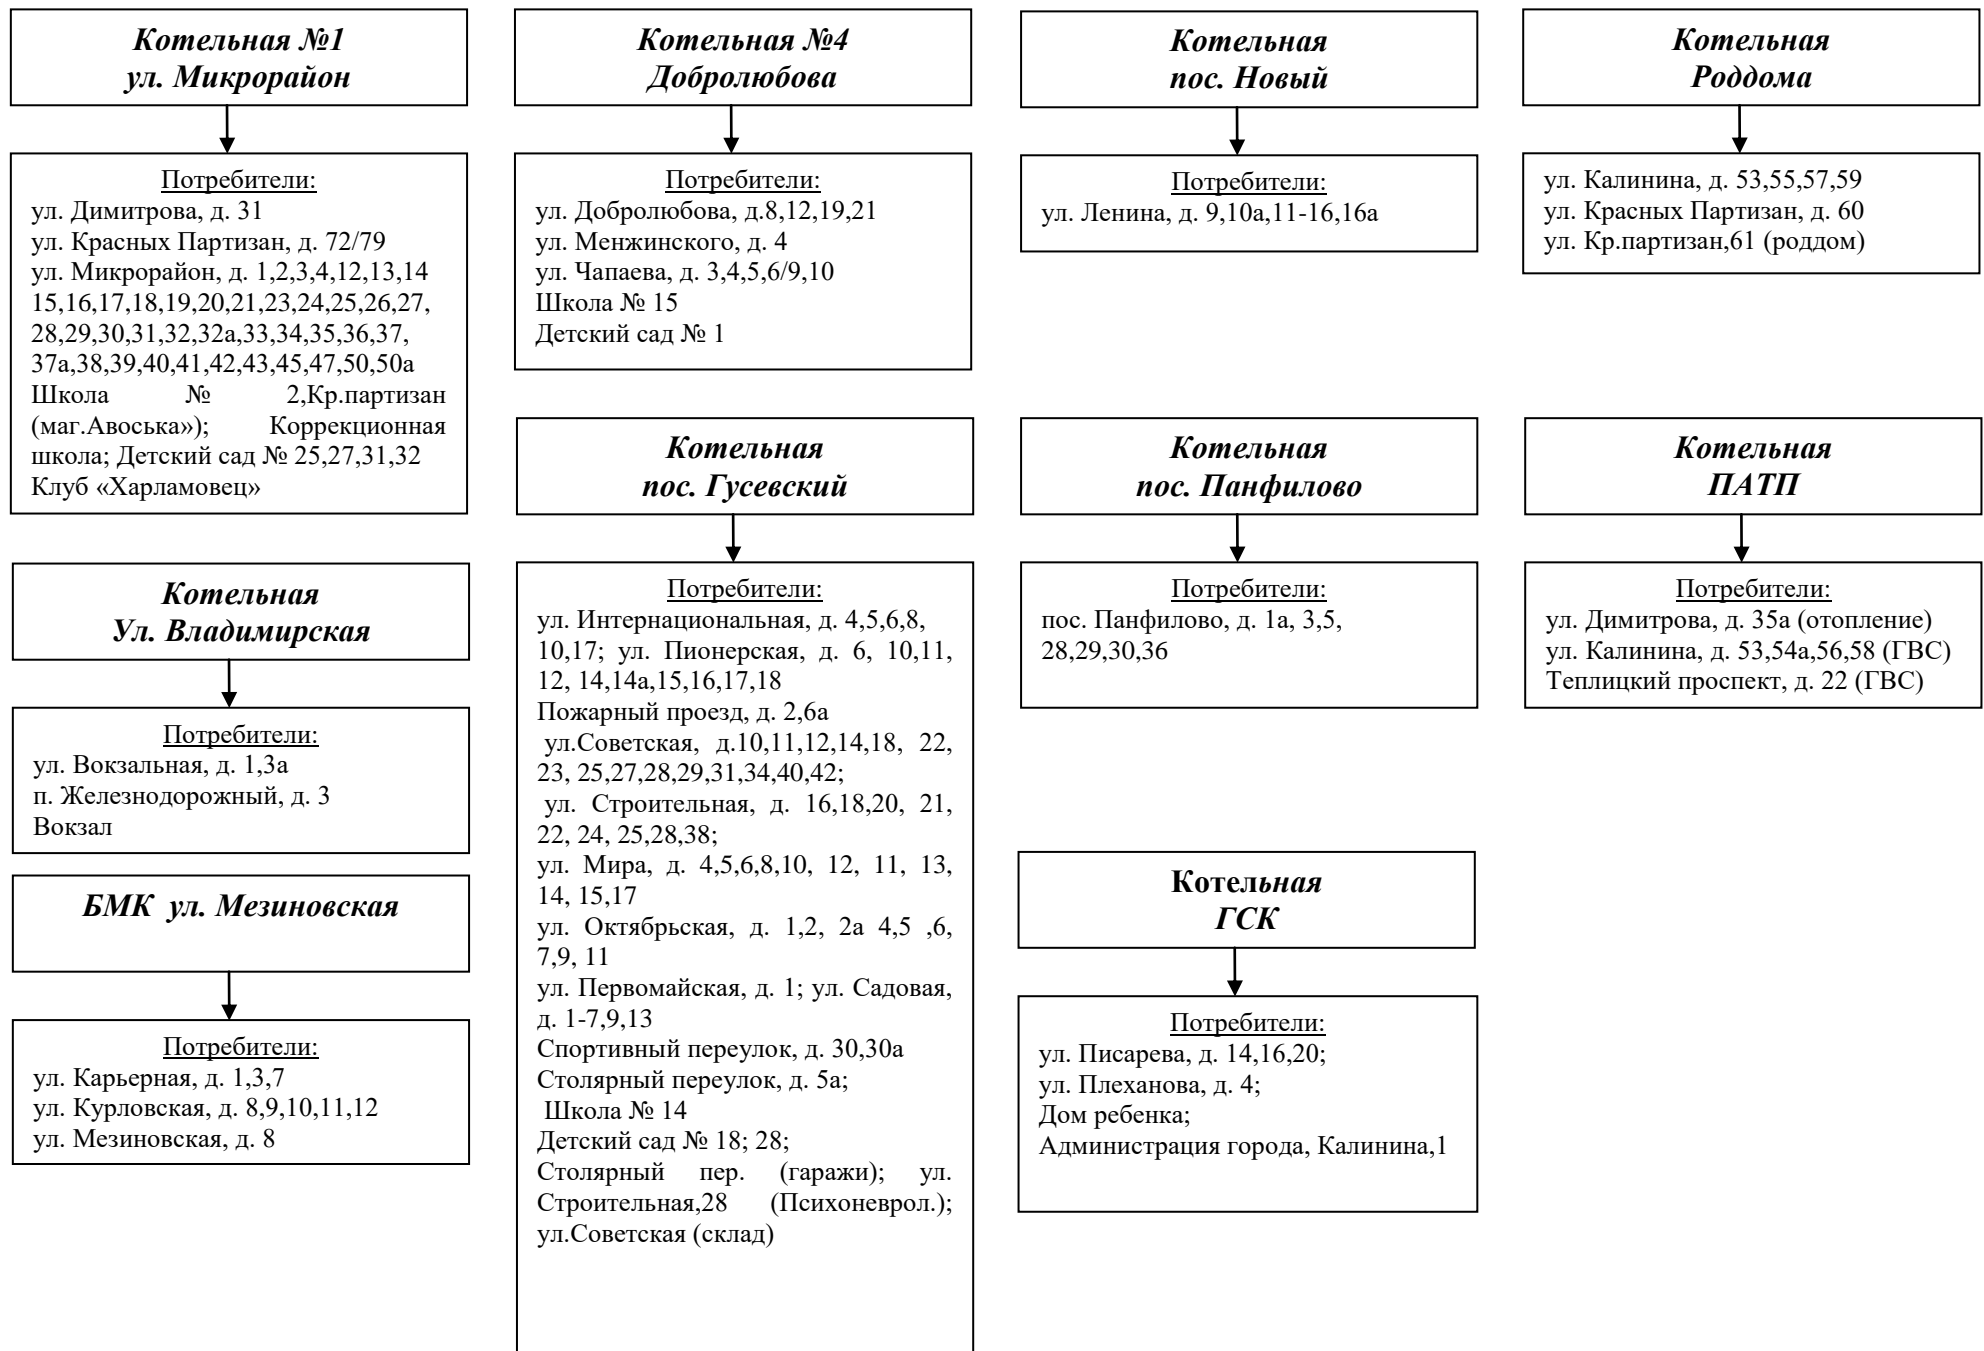 Котельная №1
ул. Микрорайон
Потребители:
ул. Димитрова, д. 31
ул. Красных Партизан, д. 72/79
ул. Микрорайон, д. 1,2,3,4,12,13,14
15,16,17,18,19,20,21,23,24,25,26,27,
28,29,30,31,32,32а,33,34,35,36,37,
37а,38,39,40,41,42,43,45,47,50,50а
Школа № 2,Кр.партизан
(маг.Авоська»); Коррекционная
школа; Детский сад № 25,27,31,32
Клуб «Харламовец»
Котельная №4
Добролюбова
Потребители:
ул. Добролюбова, д.8,12,19,21
ул. Менжинского, д. 4
ул. Чапаева, д. 3,4,5,6/9,10
Школа № 15
Детский сад № 1
Котельная
пос. Новый
Потребители:
ул. Ленина, д. 9,10а,11-16,16а
Котельная
Роддома
ул. Калинина, д. 53,55,57,59
ул. Красных Партизан, д. 60
ул. Кр.партизан,61 (роддом)
Котельная
Ул. Владимирская
Потребители:
ул. Вокзальная, д. 1,3а
п. Железнодорожный, д. 3
Вокзал
Котельная
пос. Гусевский
Потребители:
ул. Интернациональная, д. 4,5,6,8,
10,17; ул. Пионерская, д. 6, 10,11,
12, 14,14а,15,16,17,18
Пожарный проезд, д. 2,6а
ул.Советская, д.10,11,12,14,18, 22,
23, 25,27,28,29,31,34,40,42;
ул. Строительная, д. 16,18,20, 21,
22, 24, 25,28,38;
ул. Мира, д. 4,5,6,8,10, 12, 11, 13,
14, 15,17
ул. Октябрьская, д. 1,2, 2а 4,5 ,6,
7,9, 11
ул. Первомайская, д. 1; ул. Садовая,
д. 1-7,9,13
Спортивный переулок, д. 30,30а
Столярный переулок, д. 5а;
Школа № 14
Детский сад № 18; 28;
Столярный пер. (гаражи); ул.
Строительная,28 (Психоневрол.);
ул.Советская (склад)
Котельная
пос. Панфилово
Потребители:
пос. Панфилово, д. 1а, 3,5,
28,29,30,36
Котельная
ПАТП
Потребители:
ул. Димитрова, д. 35а (отопление)
ул. Калинина, д. 53,54а,56,58 (ГВС)
Теплицкий проспект, д. 22 (ГВС)
БМК ул. Мезиновская
Потребители:
ул. Карьерная, д. 1,3,7
ул. Курловская, д. 8,9,10,11,12
ул. Мезиновская, д. 8
Котельная
ГСК
Потребители:
ул. Писарева, д. 14,16,20;
ул. Плеханова, д. 4;
Дом ребенка;
Администрация города, Калинина,1